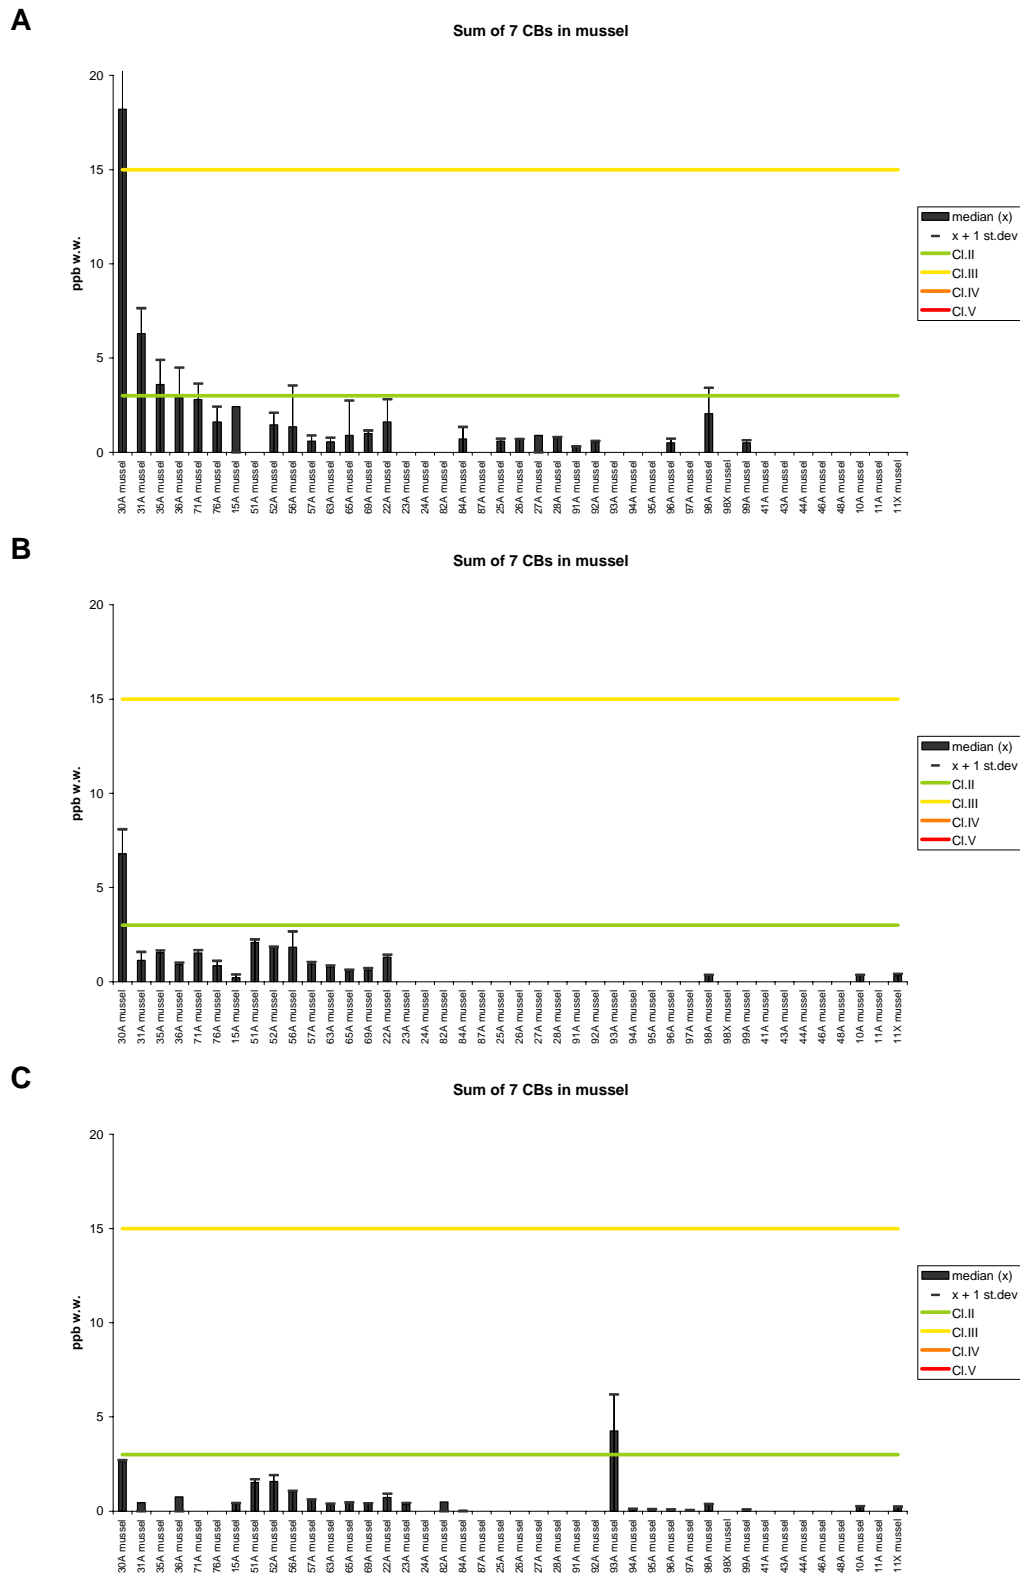 A
Sum of 7 CBs in mussel
20
15
10
5
0
ppb w.w.
30A mussel
31A mussel
35A mussel
36A mussel
71A mussel
76A mussel
15A mussel
51A mussel
52A mussel
56A mussel
57A mussel
63A mussel
65A mussel
69A mussel
22A mussel
23A mussel
24A mussel
82A mussel
84A mussel
87A mussel
25A mussel
26A mussel
27A mussel
28A mussel
91A mussel
92A mussel
93A mussel
94A mussel
95A mussel
96A mussel
97A mussel
98A mussel
98X mussel
99A mussel
41A mussel
43A mussel
44A mussel
46A mussel
48A mussel
10A mussel
11A mussel
11X mussel
median (x)
x + 1 st.dev
Cl.II
Cl.III
Cl.IV
Cl.V
B
Sum of 7 CBs in mussel
20
15
10
5
0
ppb w.w.
30A mussel
31A mussel
35A mussel
36A mussel
71A mussel
76A mussel
15A mussel
51A mussel
52A mussel
56A mussel
57A mussel
63A mussel
65A mussel
69A mussel
22A mussel
23A mussel
24A mussel
82A mussel
84A mussel
87A mussel
25A mussel
26A mussel
27A mussel
28A mussel
91A mussel
92A mussel
93A mussel
94A mussel
95A mussel
96A mussel
97A mussel
98A mussel
98X mussel
99A mussel
41A mussel
43A mussel
44A mussel
46A mussel
48A mussel
10A mussel
11A mussel
11X mussel
median (x)
x + 1 st.dev
Cl.II
Cl.III
Cl.IV
Cl.V
C
Sum of 7 CBs in mussel
20
15
10
5
0
ppb w.w.
30A mussel
31A mussel
35A mussel
36A mussel
71A mussel
76A mussel
15A mussel
51A mussel
52A mussel
56A mussel
57A mussel
63A mussel
65A mussel
69A mussel
22A mussel
23A mussel
24A mussel
82A mussel
84A mussel
87A mussel
25A mussel
26A mussel
27A mussel
28A mussel
91A mussel
92A mussel
93A mussel
94A mussel
95A mussel
96A mussel
97A mussel
98A mussel
98X mussel
99A mussel
41A mussel
43A mussel
44A mussel
46A mussel
48A mussel
10A mussel
11A mussel
11X mussel
median (x)
x + 1 st.dev
Cl.II
Cl.III
Cl.IV
Cl.V